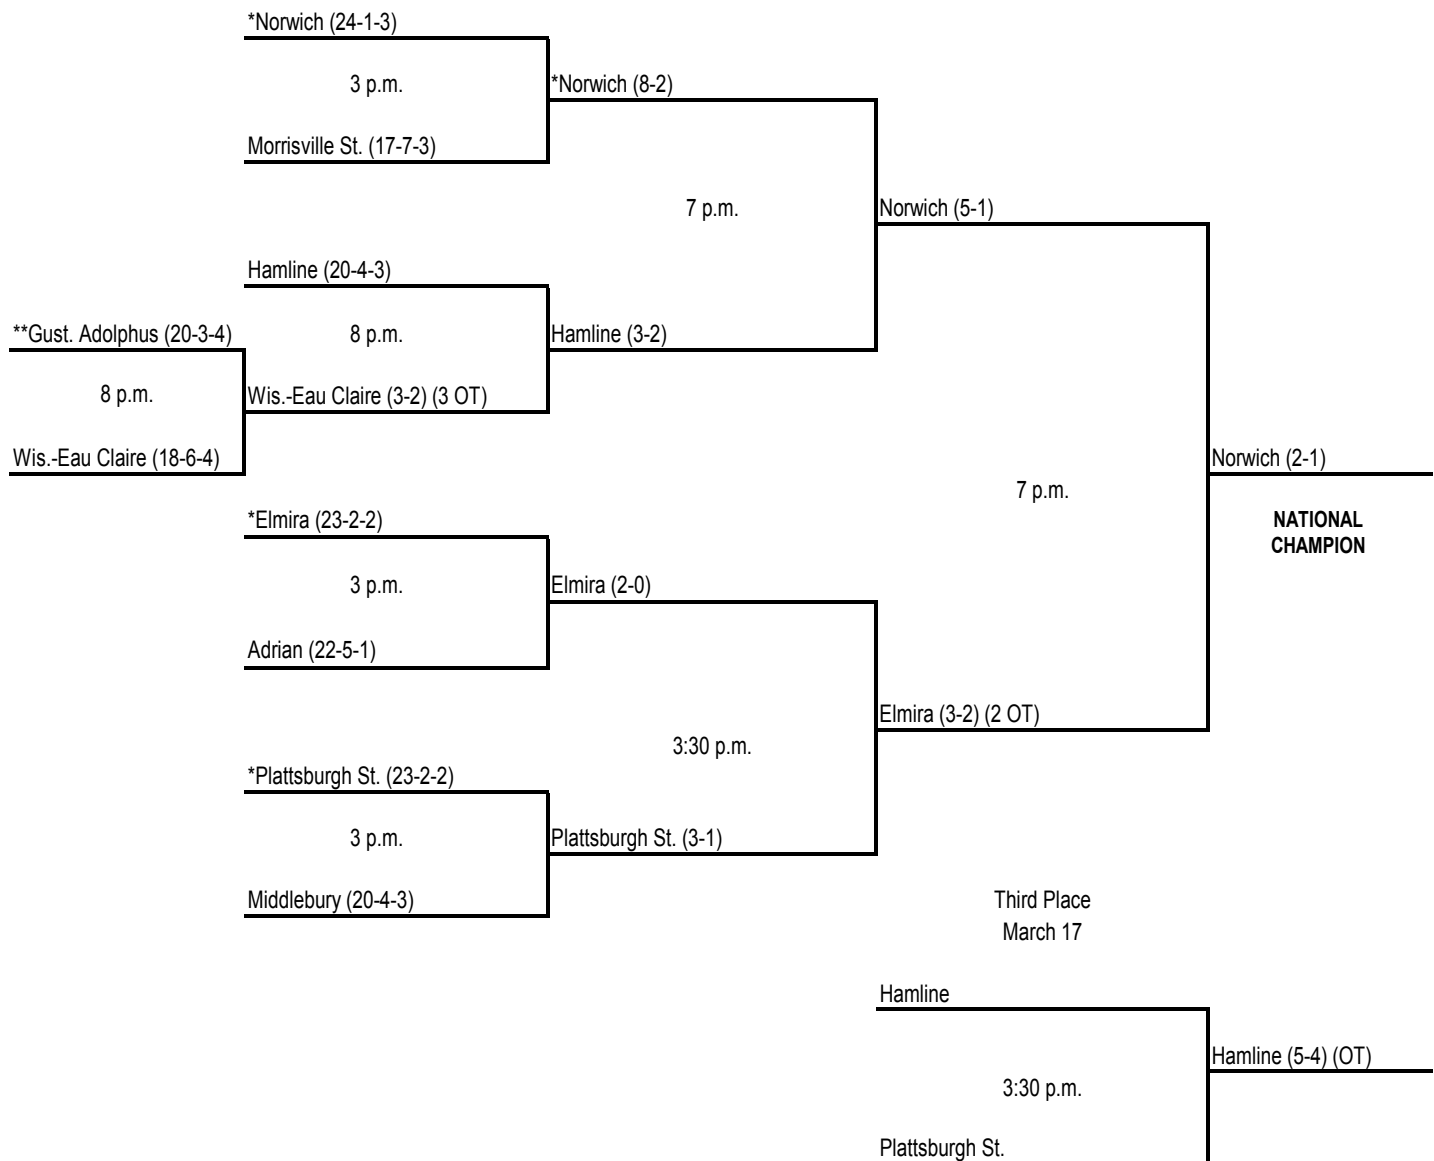 *Norwich (24-1-3)
3 p.m.
*Norwich (8-2)
Morrisville St. (17-7-3)
7 p.m.
Norwich (5-1)
Hamline (20-4-3)
**Gust. Adolphus (20-3-4)
8 p.m.
Hamline (3-2)
8 p.m.
Wis.-Eau Claire (3-2) (3 OT)
Wis.-Eau Claire (18-6-4)
Norwich (2-1)
7 p.m.
NATIONAL
CHAMPION
*Elmira (23-2-2)
3 p.m.
Elmira (2-0)
Adrian (22-5-1)
Elmira (3-2) (2 OT)
3:30 p.m.
*Plattsburgh St. (23-2-2)
3 p.m.
Plattsburgh St. (3-1)
Middlebury (20-4-3)
Third Place
March 17
Hamline
Hamline (5-4) (OT)
3:30 p.m.
Plattsburgh St.